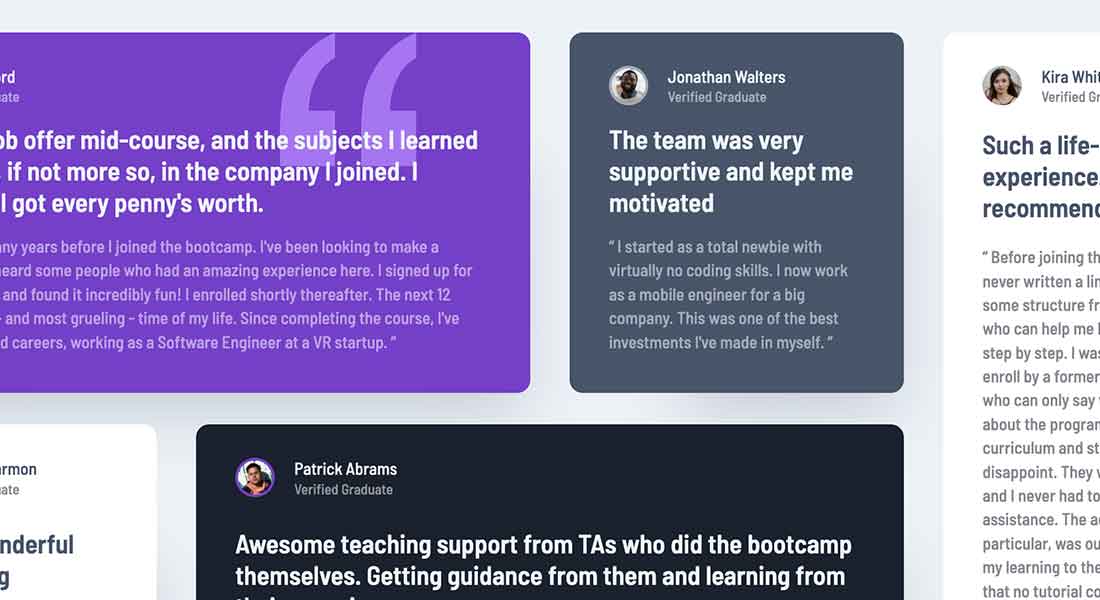 ord
ate
ob offer mid-course, and the subjects I learned
, if not more so, in the company I joined. I
I got every penny's worth.
any years before I joined the bootcamp. I've been looking to make a
heard some people who had an amazing experience here. I signed up for
and found it incredibly fun! I enrolled shortly thereafter. The next 12
- and most grueling - time of my life. Since completing the course, I've
d careers, working as a Software Engineer at a VR startup. ”
Jonathan Walters
Verified Graduate
The team was very
supportive and kept me
motivated
“ I started as a total newbie with
virtually no coding skills. I now work
as a mobile engineer for a big
company. This was one of the best
investments I've made in myself. ”
Kira Whit
Verified Gr
Such a life-
experience.
recommend
“ Before joining th
never written a lin
some structure fr
who can help me l
step by step. I was
enroll by a former
who can only say
about the program
curriculum and st
disappoint. They
and I never had to
assistance. The a
particular, was ou
my learning to the
that no tutorial co
armon
ate
nderful
g
Patrick Abrams
Verified Graduate
Awesome teaching support from TAs who did the bootcamp
themselves. Getting guidance from them and learning from